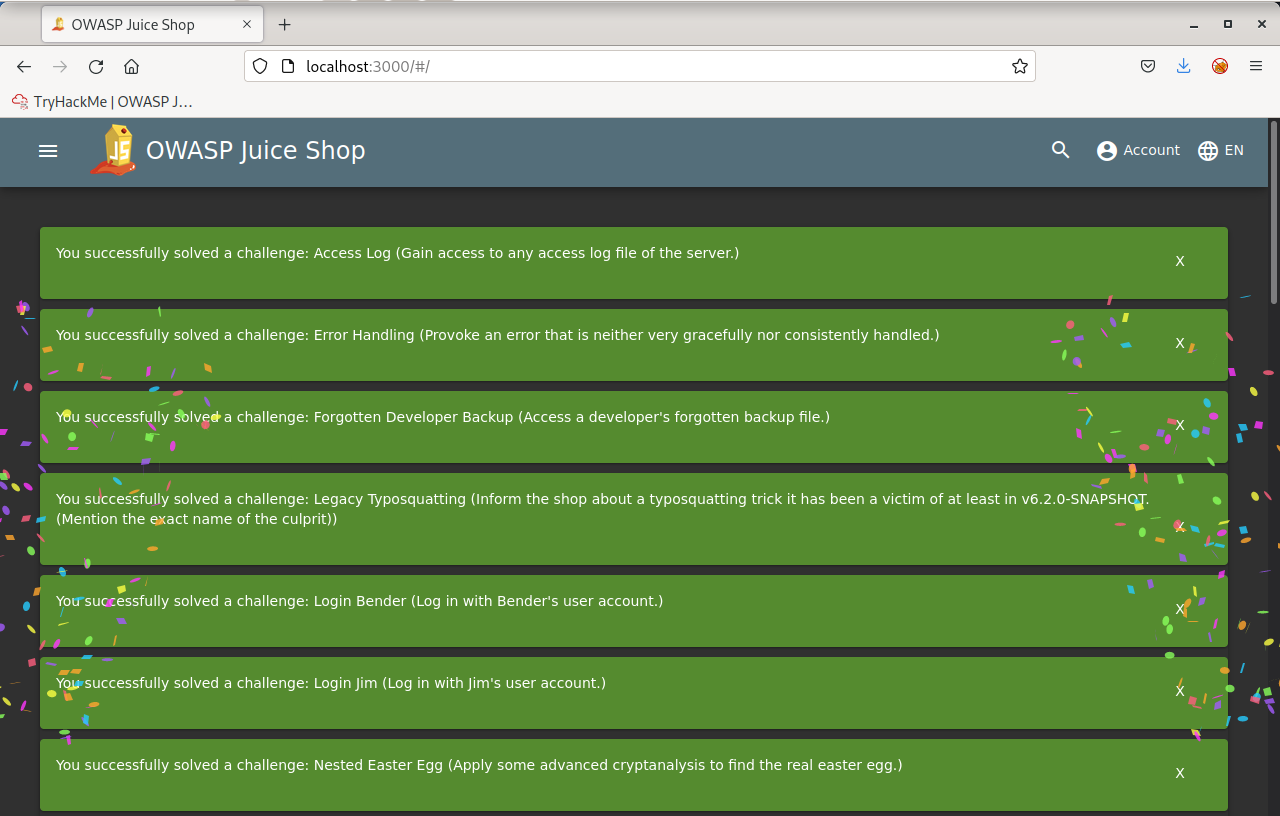 OWASP Juice Shop
localhost:3000/#/
TryHackMe | OWASP J…
JS OWASP Juice Shop Account EN
You successfully solved a challenge: Access Log (Gain access to any access log file of the server.) X
You successfully solved a challenge: Error Handling (Provoke an error that is neither very gracefully nor consistently handled.) X
You successfully solved a challenge: Forgotten Developer Backup (Access a developer's forgotten backup file.) X
You successfully solved a challenge: Legacy Typosquatting (Inform the shop about a typosquatting trick it has been a victim of at least in v6.2.0-SNAPSHOT.
(Mention the exact name of the culprit)) X
You successfully solved a challenge: Login Bender (Log in with Bender's user account.) X
You successfully solved a challenge: Login Jim (Log in with Jim's user account.) X
You successfully solved a challenge: Nested Easter Egg (Apply some advanced cryptanalysis to find the real easter egg.) X